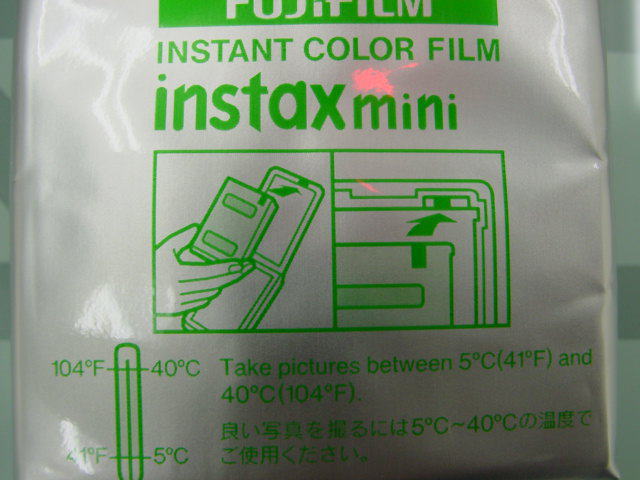 FUJIFILM
INSTANT COLOR FILM
instax mini
104°F 40°C
41°F 5°C
Take pictures between 5°C(41°F) and
40°C(104°F).
良い写真を撮るには5°C~40°Cの温度で
ご使用ください。